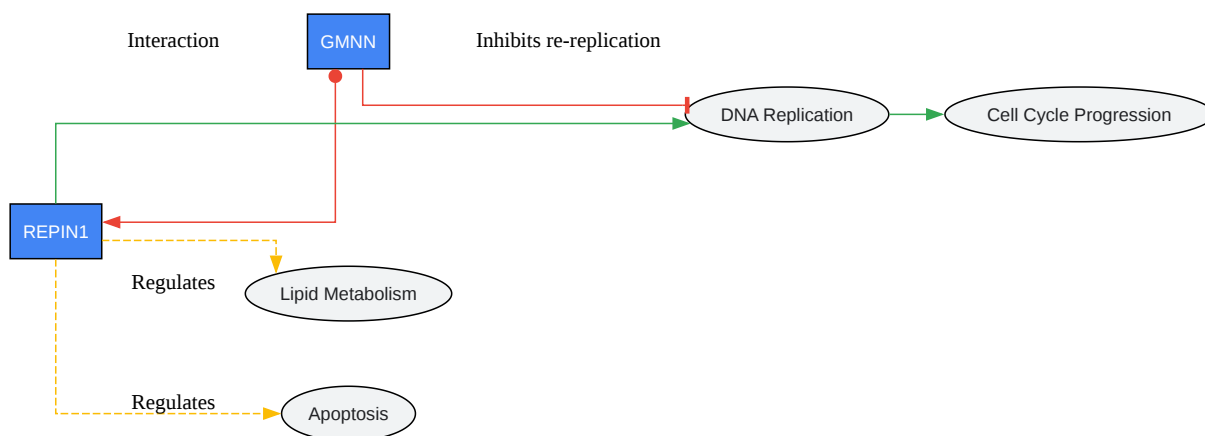 Interaction
GMNN
Inhibits re-replication
DNA Replication
Cell Cycle Progression
REPIN1
Regulates
Lipid Metabolism
Regulates
Apoptosis